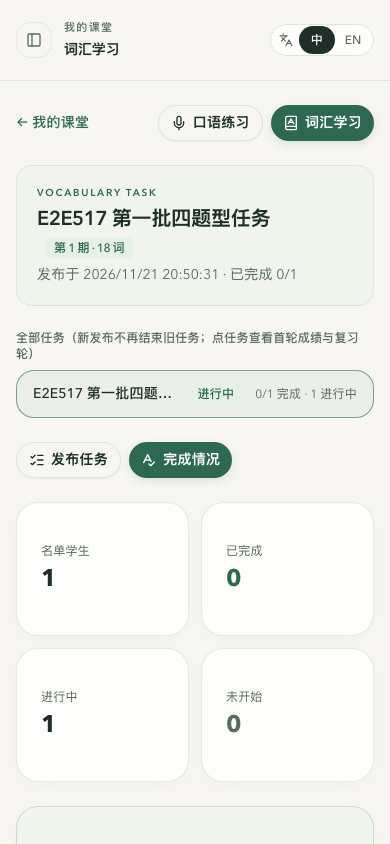 我的课堂
词汇学习
中
EN
← 我的课堂
口语练习
词汇学习
VOCABULARY TASK
E2E517 第一批四题型任务
第 1 期 · 18 词
发布于 2026/11/21 20:50:31 · 已完成 0/1
全部任务（新发布不再结束旧任务；点任务查看首轮成绩与复习
轮）
E2E517 第一批四题... 进行中 0/1 完成 · 1 进行中
发布任务
完成情况
名单学生
1
已完成
0
进行中
1
未开始
0